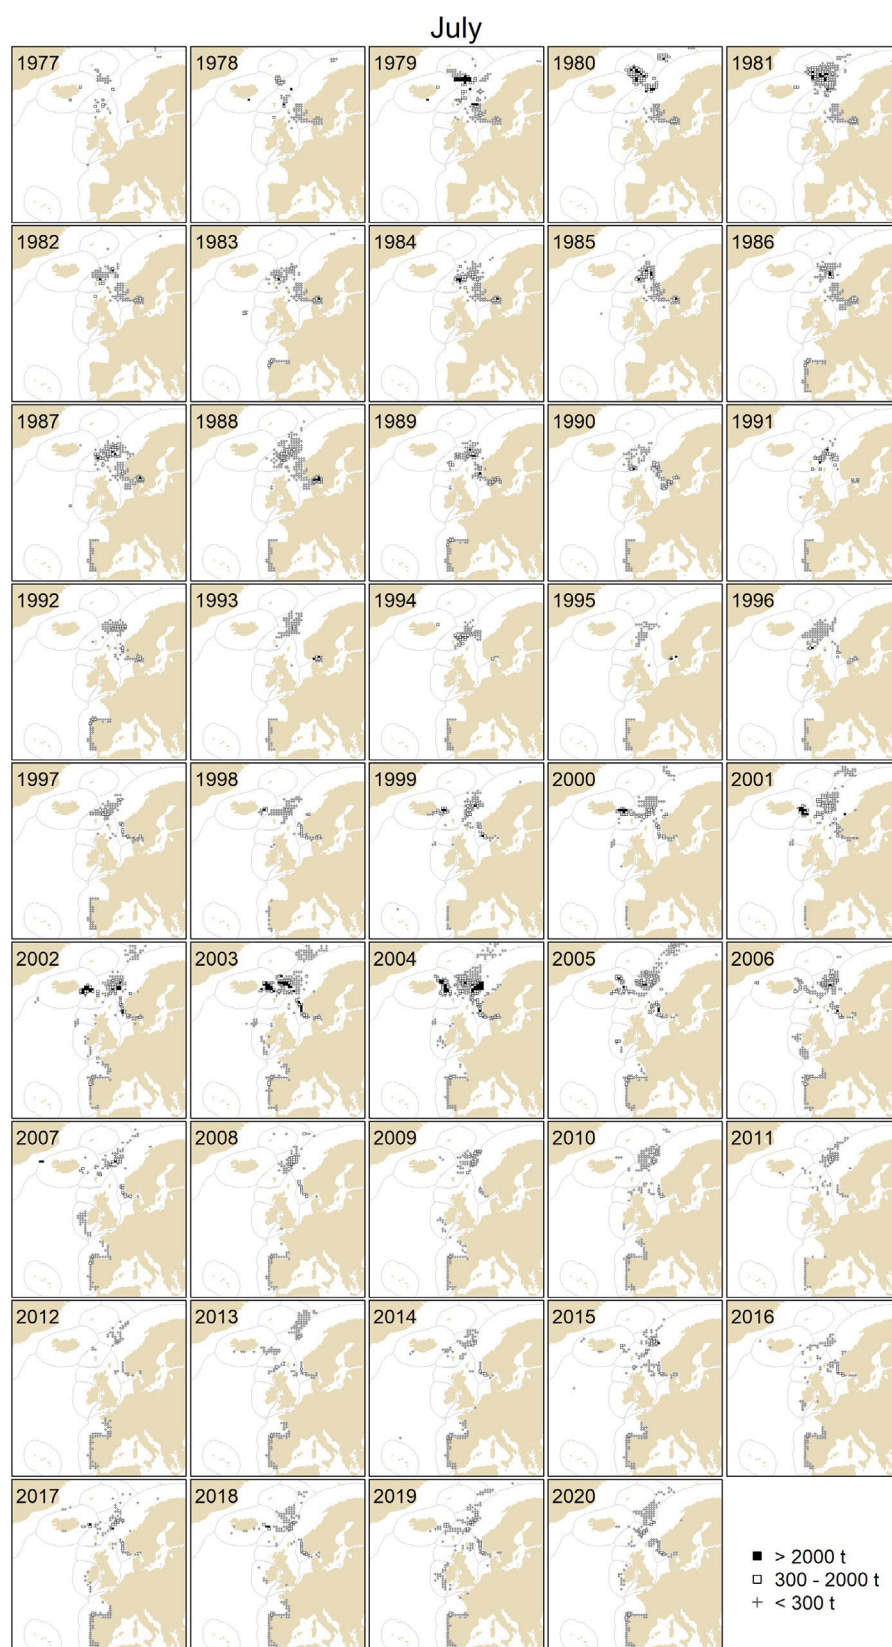 July
1977 1978 1979 1980 1981
1982 1983 1984 1985 1986
1987 1988 1989 1990 1991
1992 1993 1994 1995 1996
1997 1998 1999 2000 2001
2002 2003 2004 2005 2006
2007 2008 2009 2010 2011
2012 2013 2014 2015 2016
2017 2018 2019 2020
> 2000 t
300 - 2000 t
< 300 t